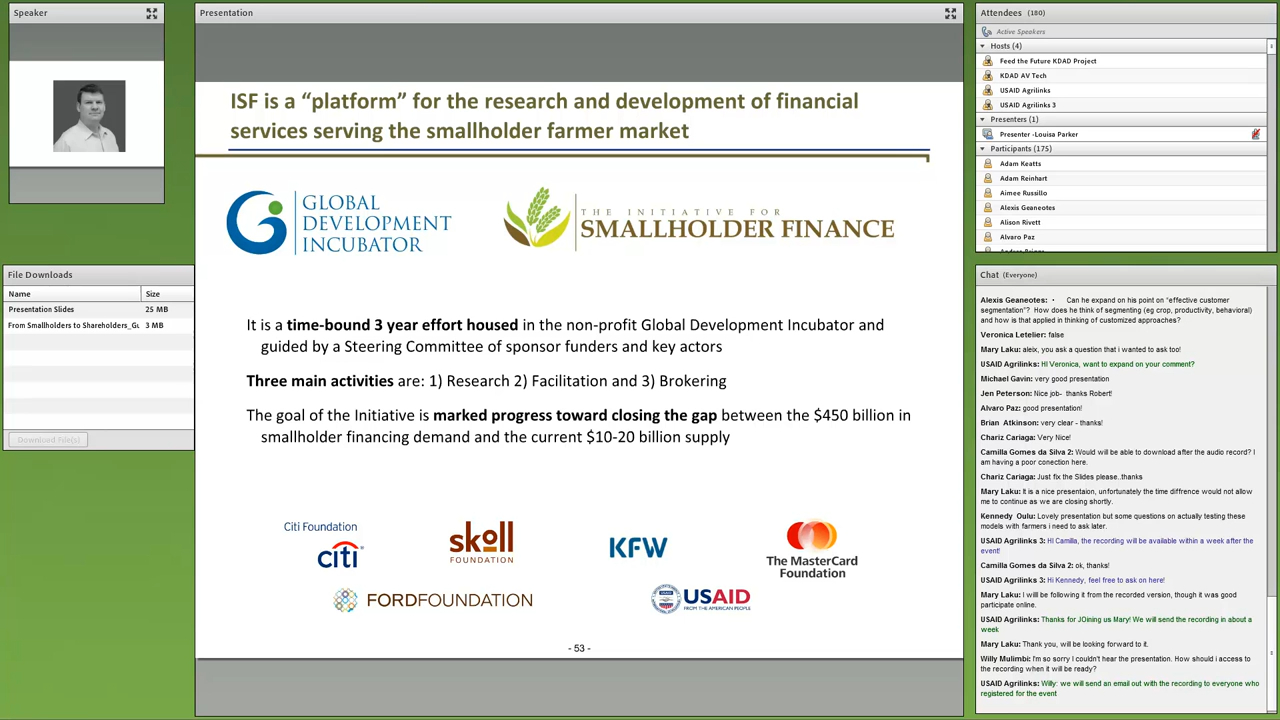 Speaker
Presentation
ISF is a “platform” for the research and development of financial
services serving the smallholder farmer market
GLOBAL
DEVELOPMENT
INCUBATOR
THE INITIATIVE FOR
SMALLHOLDER FINANCE
It is a time-bound 3 year effort housed in the non-profit Global Development Incubator and
guided by a Steering Committee of sponsor funders and key actors
Three main activities are: 1) Research 2) Facilitation and 3) Brokering
The goal of the Initiative is marked progress toward closing the gap between the $450 billion in
smallholder financing demand and the current $10-20 billion supply
Citi Foundation
citi
skoll
FOUNDATION
KFW
The MasterCard
Foundation
FORDFOUNDATION
USAID
FROM THE AMERICAN PEOPLE
- 53 -
File Downloads
Name Size
Presentation Slides 25 MB
From Smallholders to Shareholders_Gu 3 MB
Download File(s)
Attendees (180)
Active Speakers
Hosts (4)
Feed the Future KDAD Project
KDAD AV Tech
USAID Agrilinks
USAID Agrilinks 3
Presenters (1)
Presenter -Louisa Parker
Participants (175)
Adam Keatts
Adam Reinhart
Aimee Russillo
Alexis Geaneotes
Alison Rivett
Alvaro Paz
Chat (Everyone)
Alexis Geaneotes: • Can he expand on his point on "effective customer
segmentation"? How does he think of segmenting (eg crop, productivity, behavioral)
and how is that applied in thinking of customized approaches?
Veronica Letelier: false
Mary Laku: aleix, you ask a question that i wanted to ask too!
USAID Agrilinks: HI Veronica, want to expand on your comment?
Michael Gavin: very good presentation
Jen Peterson: Nice job- thanks Robert!
Alvaro Paz: good presentation!
Brian Atkinson: very clear - thanks!
Chariz Cariaga: Very Nice!
Camilla Gomes da Silva 2: Would will be able to download after the audio record? I
am having a poor conection here.
Chariz Cariaga: Just fix the Slides please..thanks
Mary Laku: It is a nice presentaion, unfortunately the time diffrence would not allow
me to continue as we are closing shortly.
Kennedy Oulu: Lovely presentation but some questions on actually testing these
models with farmers i need to ask later.
USAID Agrilinks 3: HI Camilla, the recording will be available within a week after the
event!
Camilla Gomes da Silva 2: ok, thanks!
USAID Agrilinks 3: Hi Kennedy, feel free to ask on here!
Mary Laku: I will be following it from the recorded version, though it was good
participate online.
USAID Agrilinks: Thanks for JOining us Mary! We will send the recording in about a
week
Mary Laku: Thank you, will be looking forward to it.
Willy Mulimbi: I'm so sorry I couldn't hear the presentation. How should i access to
the recording when it will be ready?
USAID Agrilinks: Willy: we will send an email out with the recording to everyone who
registered for the event